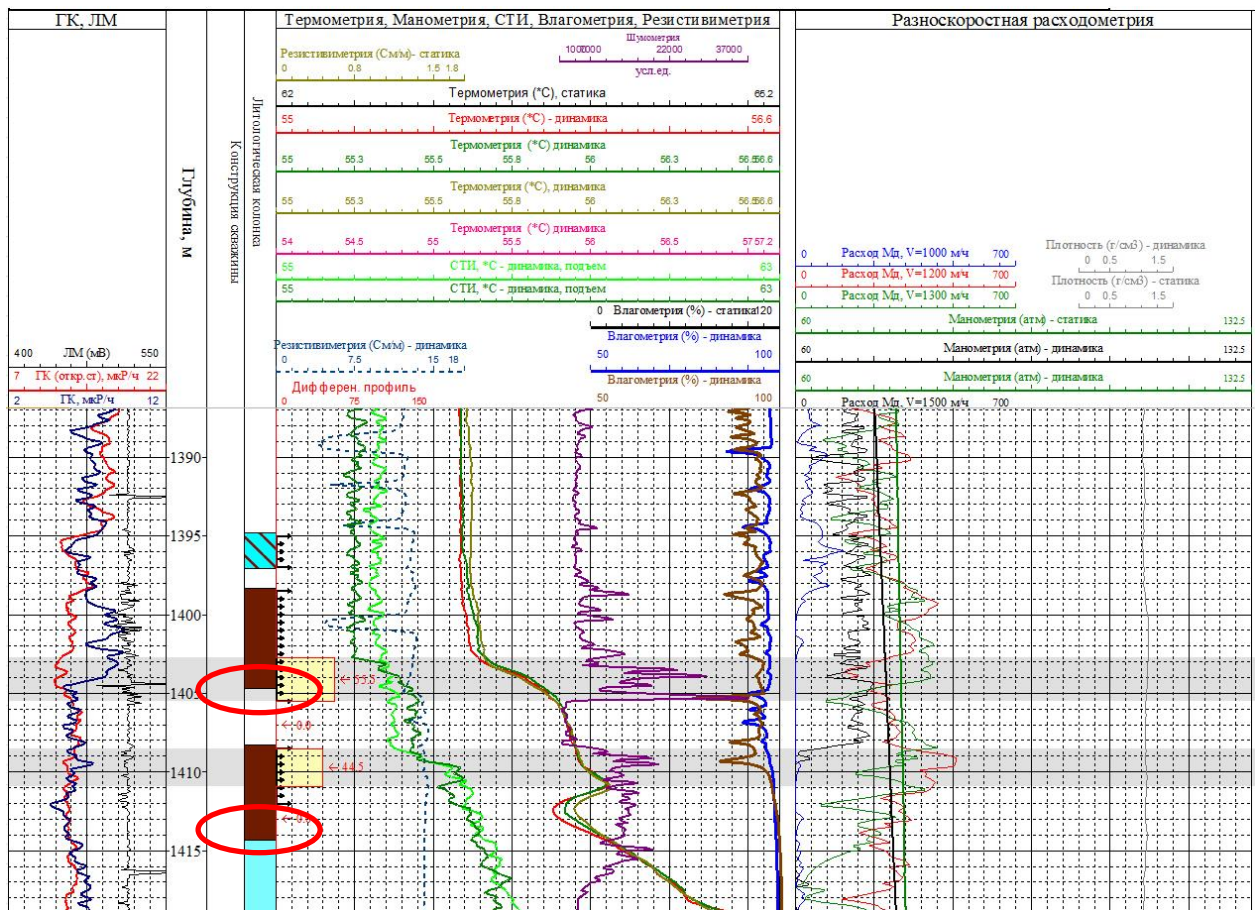 ГК, ЛМ
Термометрия, Манометрия, СТИ, Влагометрия, Резистивиметрия
Разноскоростная расходометрия
Глубина, м
Конструкция скважины
Литологическая колонка
Шумометрия
22000 37000
усл.ед.
Резистивиметрия (См/м)- статика
0 0.8 1.5 1.8
62 Термометрия (*С), статика 65.2
55 Термометрия (*С) - динамика 56.6
Термометрия (*С) динамика
55 55.3 55.5 55.8 56 56.3 56.6
Термометрия (*С), динамика
55 55.3 55.5 55.8 56 56.3 56.6
Термометрия (*С) динамика
54 54.5 55 55.5 56 56.5 57 57.2
55 СТИ, *С - динамика, подъем 63
55 СТИ, *С - динамика, подъем 63
0 Влагометрия (%) - статика 120
Влагометрия (%) - динамика
50 100
Влагометрия (%) - динамика
50 100
Резистивиметрия (См/м) - динамика
0 7.5 15 18
Дифферен. профиль
0 75 150
400 ЛМ (мВ) 550
7 ГК (откр.ст), мкР/ч 22
2 ГК, мкР/ч 12
0 Расход Мд, V=1000 м/ч 700
0 Расход Мд, V=1200 м/ч 700
0 Расход Мд, V=1300 м/ч 700
Плотность (г/см3) - динамика
0 0.5 1.5
Плотность (г/см3) - статика
0 0.5 1.5
60 Манометрия (атм) - статика 132.5
60 Манометрия (атм) - динамика 132.5
60 Манометрия (атм) - динамика 132.5
0 Расход Мд, V=1500 м/ч 700
1390
1395
1400
1405
1410
1415
← 55.5
← 0.0
← 44.5